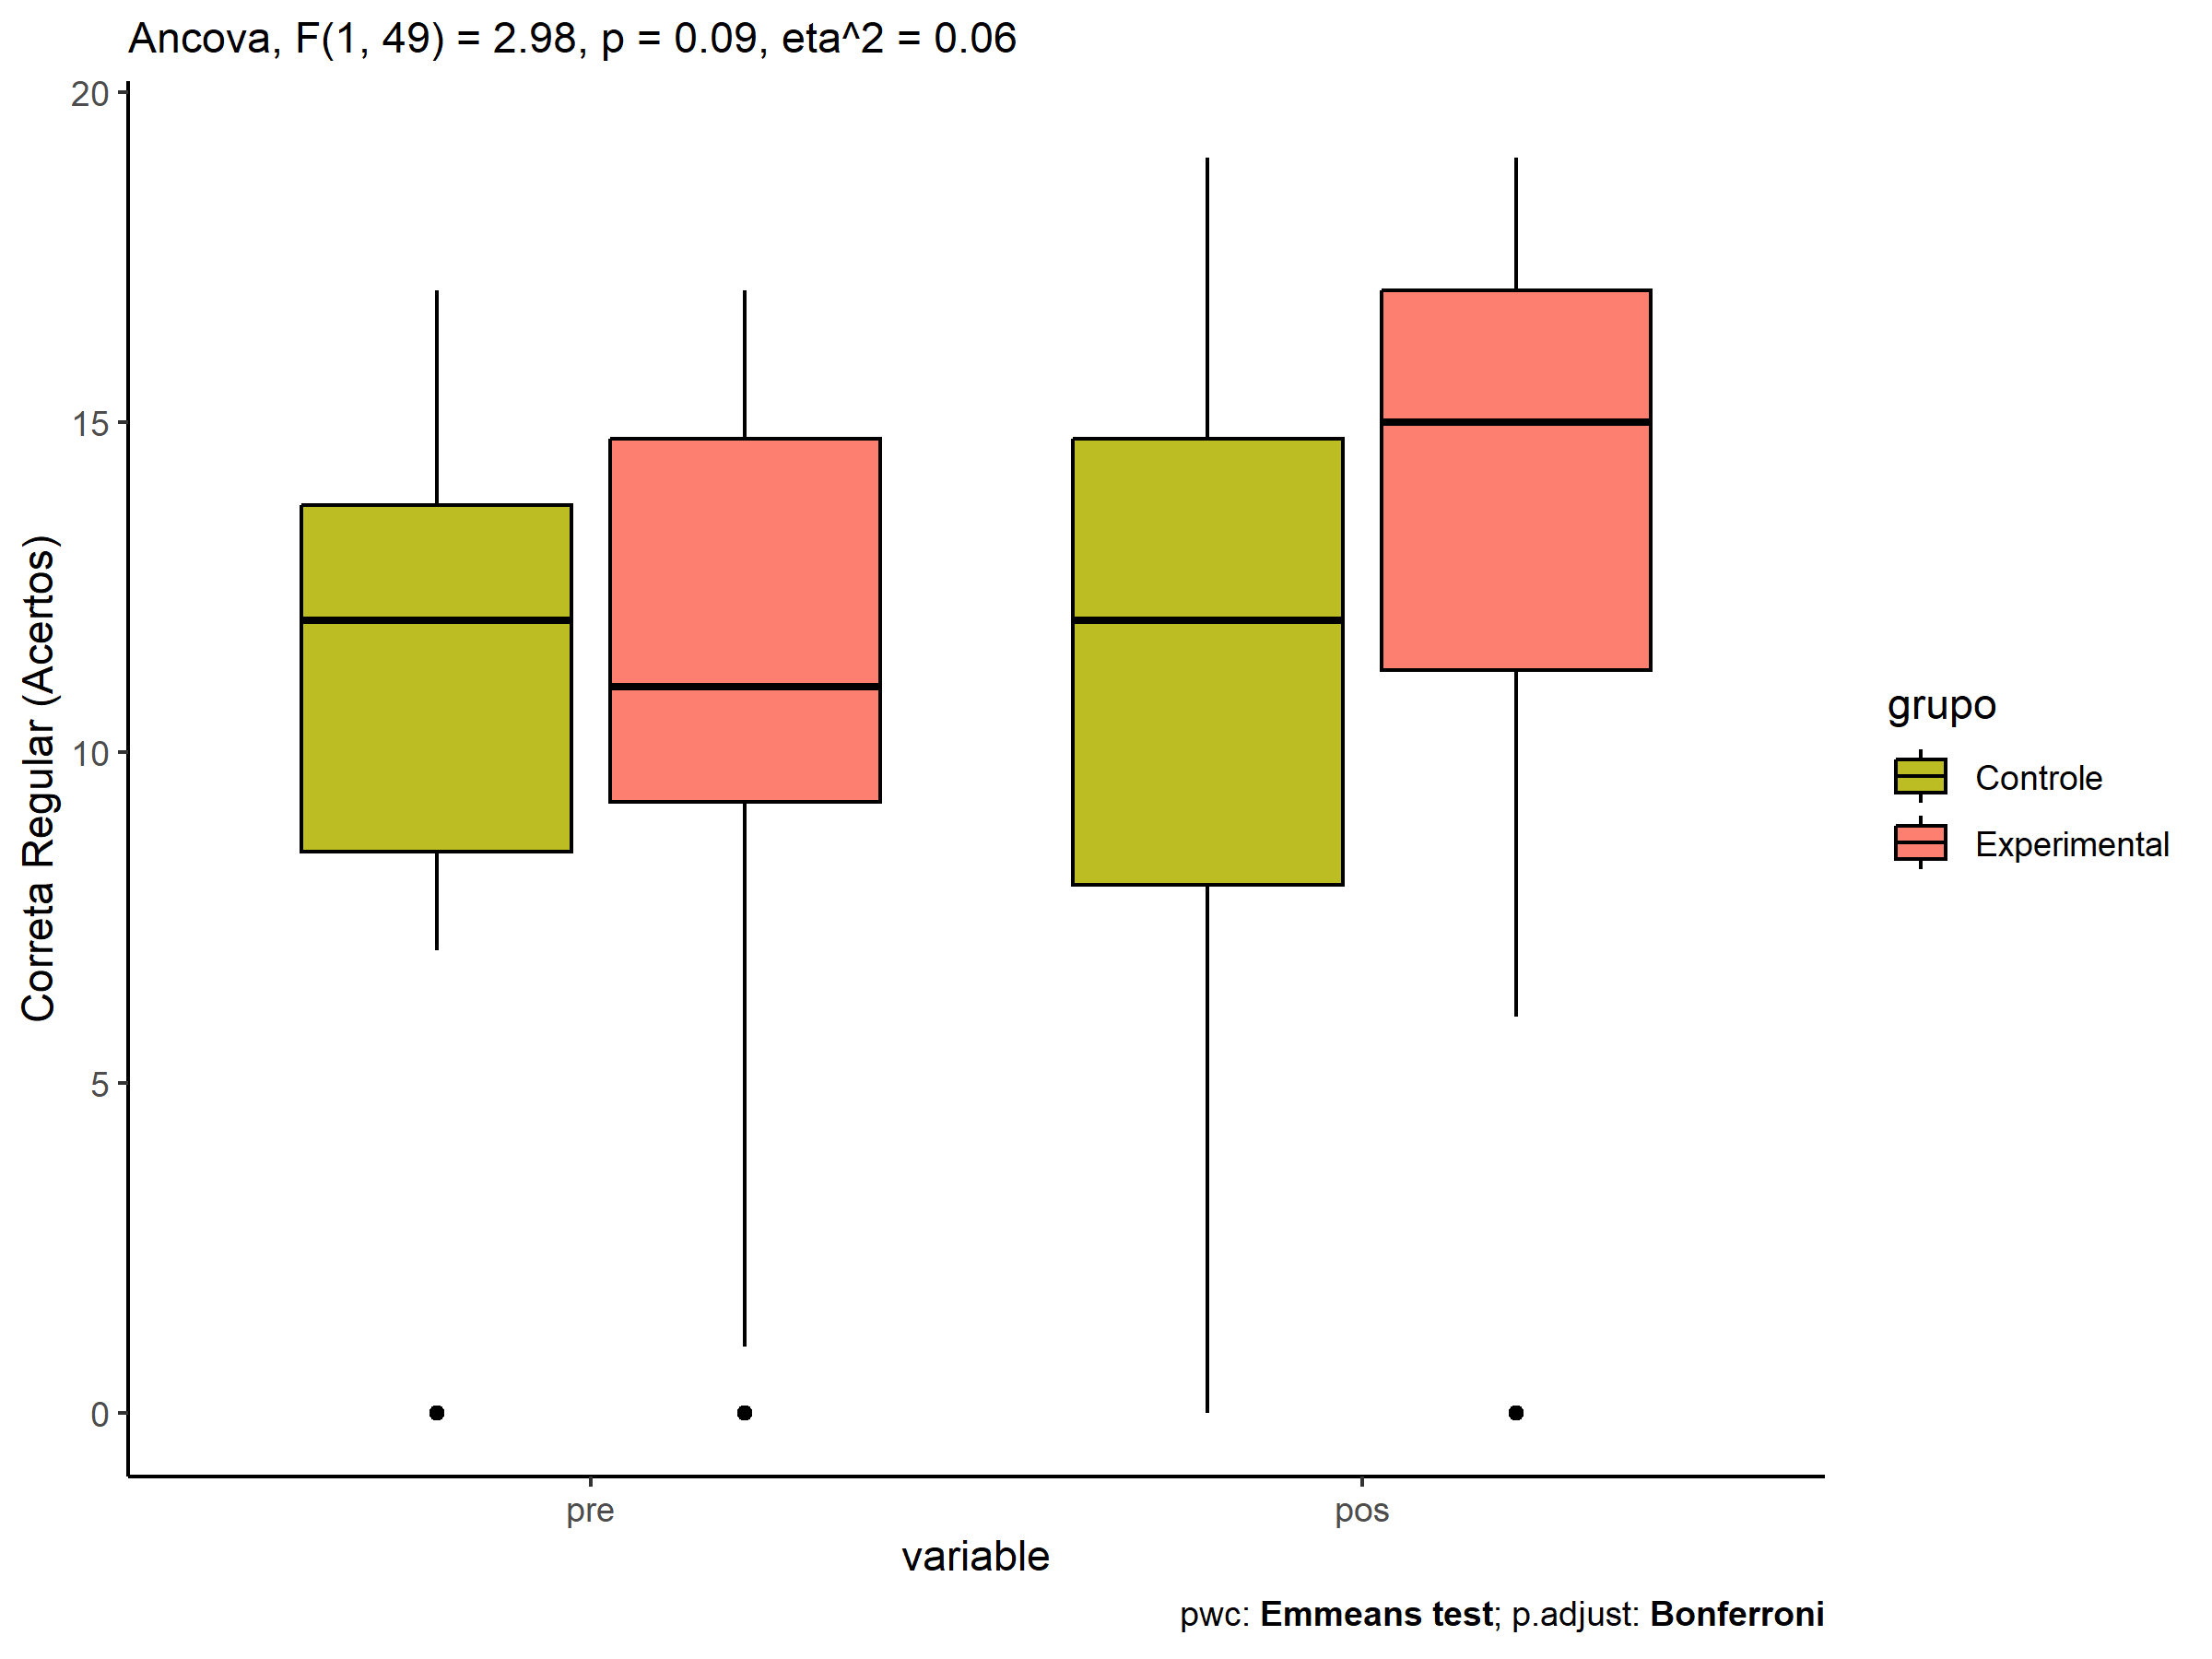 Ancova, F(1, 49) = 2.98, p = 0.09, eta^2 = 0.06
Correta Regular (Acertos)
20
15
10
5
0
pre
pos
variable
grupo
Controle
Experimental
pwc: Emmeans test; p.adjust: Bonferroni